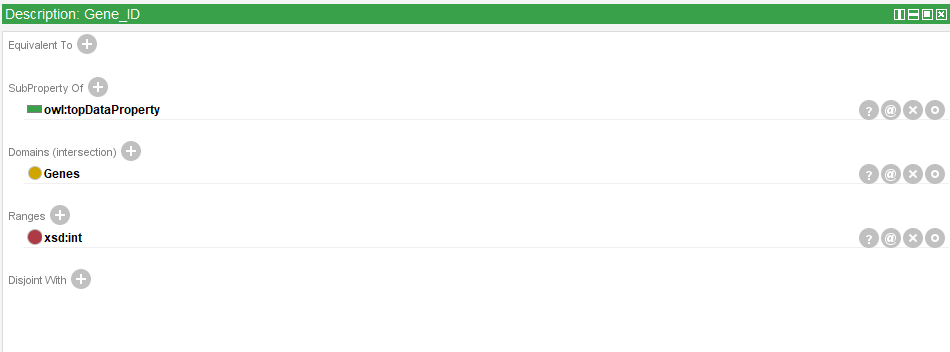 Description: Gene_ID
Equivalent To
SubProperty Of
owl:topDataProperty
Domains (intersection)
Genes
Ranges
xsd:int
Disjoint With